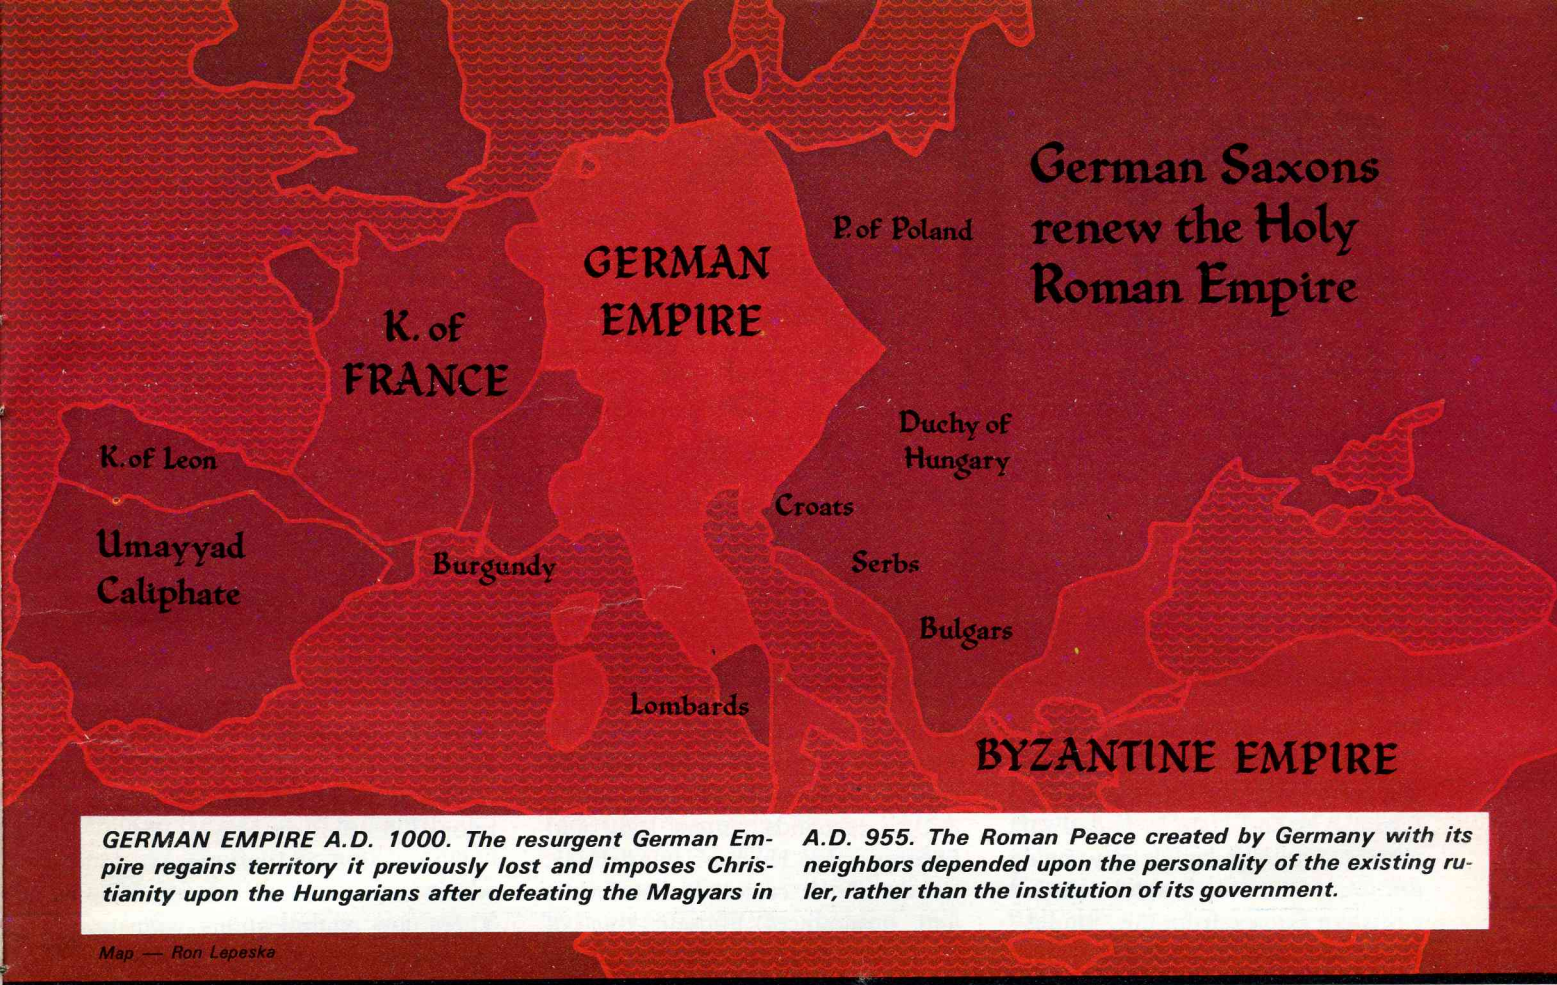 German Saxons
renew the Holy
Roman Empire
P. of Poland
GERMAN
EMPIRE
K. of
FRANCE
Duchy of
Hungary
K. of Leon
Croats
Umayyad
Caliphate
Burgundy
Serbs
Bulgars
Lombards
BYZANTINE EMPIRE
GERMAN EMPIRE A.D. 1000. The resurgent German Em-
pire regains territory it previously lost and imposes Chris-
tianity upon the Hungarians after defeating the Magyars in
A.D. 955. The Roman Peace created by Germany with its
neighbors depended upon the personality of the existing ru-
ler, rather than the institution of its government.
Map — Ron Lepeska